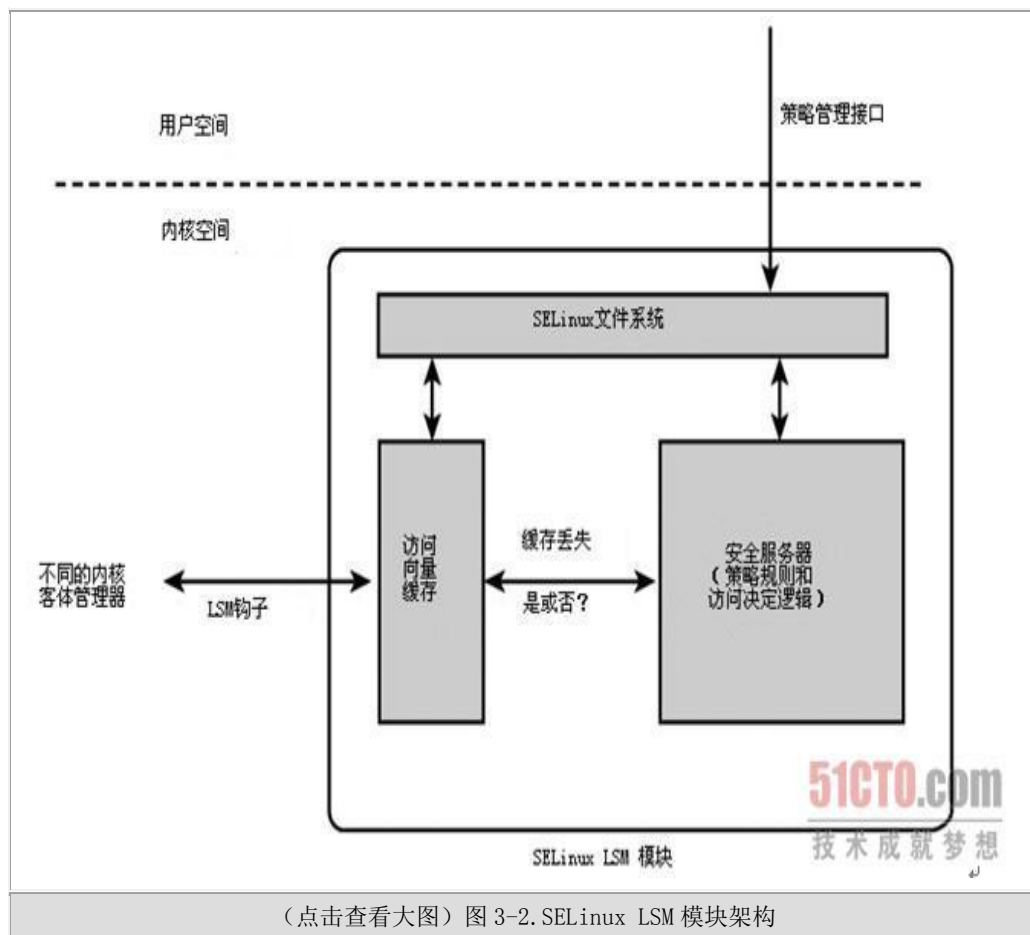 用户空间
策略管理接口
内核空间
SELinux文件系统
访问
向量
缓存
缓存丢失
是或否?
安全服务器
(策略规则和
访问决定逻辑)
不同的内核
客体管理器
LSM钩子
SELinux LSM 模块
51CTO.com
技术成就梦想
(点击查看大图)图 3-2.SELinux LSM 模块架构